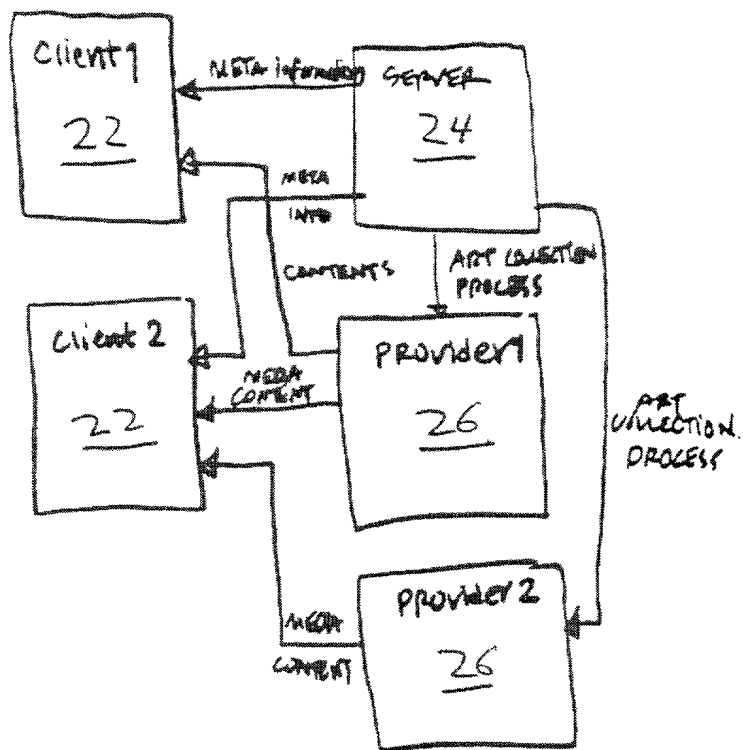 Client 1
22
META information
SERVER
24
META
INFO
CONTENTS
ART COLLECTION
PROCESS
Client 2
22
MEDIA
CONTENT
Provider 1
26
ART
COLLECTION
PROCESS
MEDIA
CONTENT
Provider 2
26